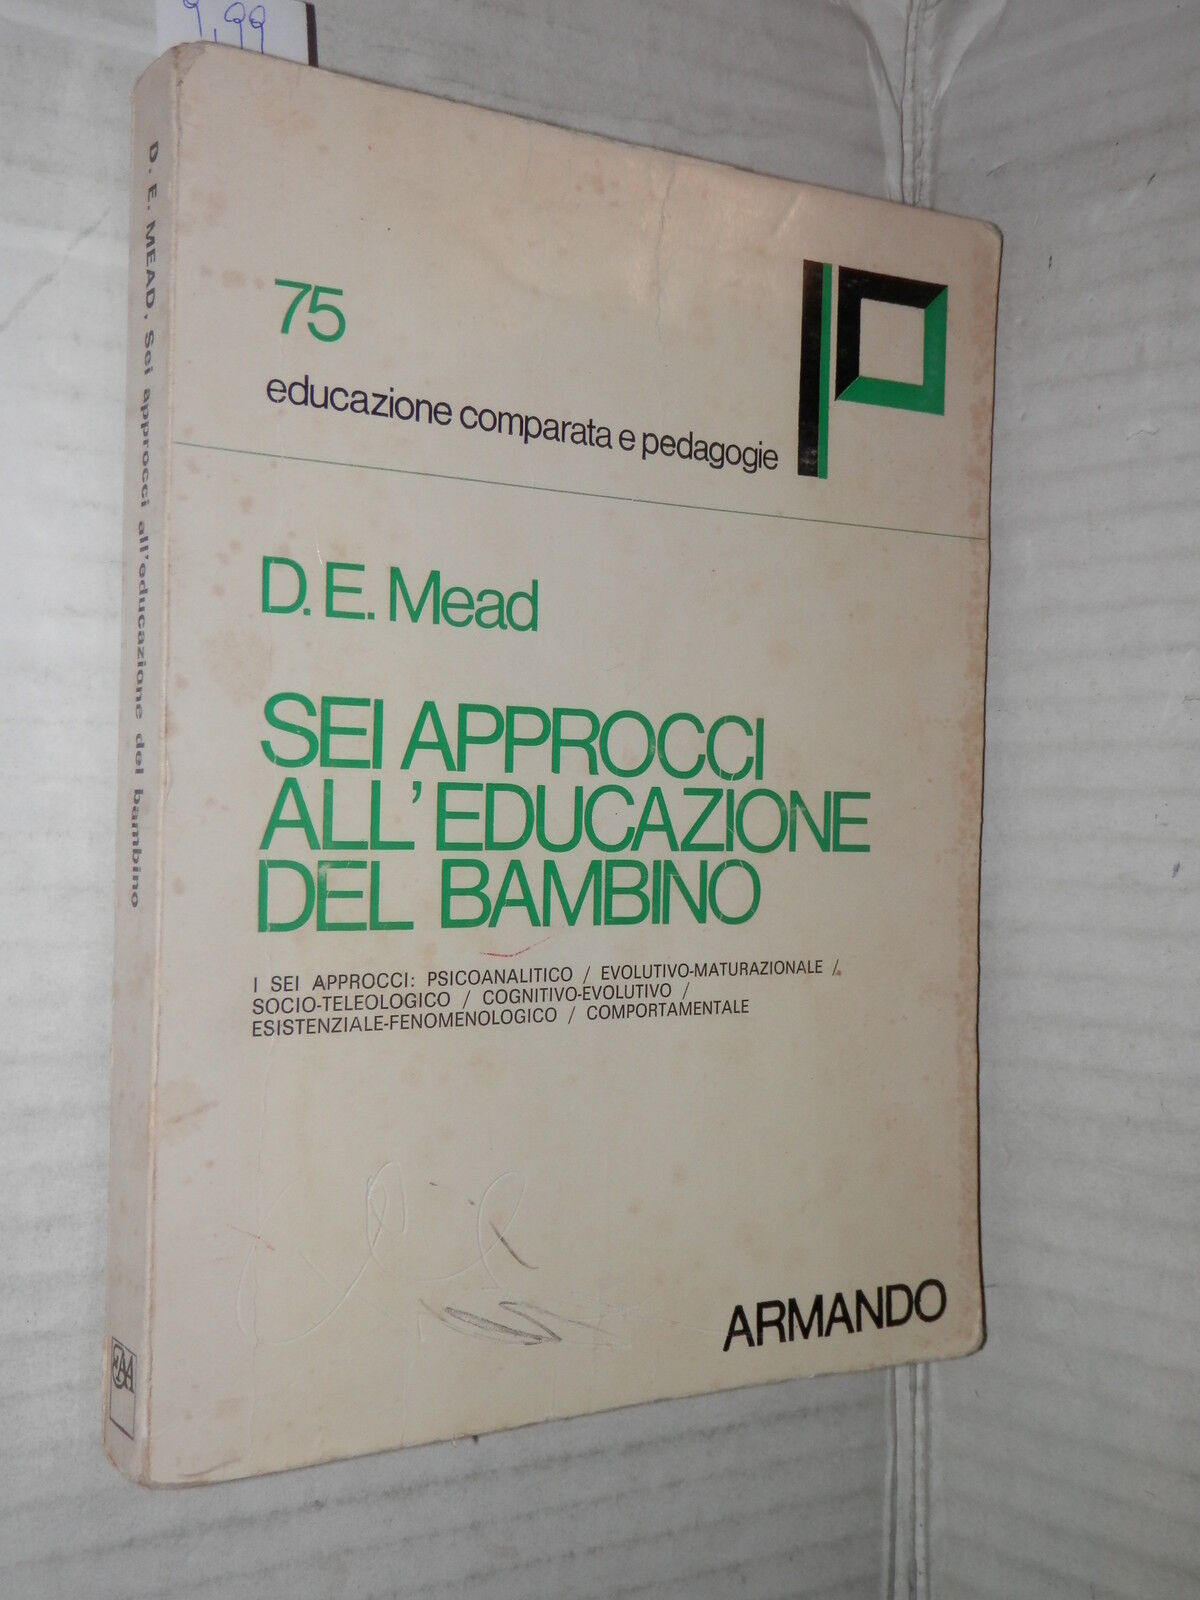 9,99
75
educazione comparata e pedagogie
D.E. Mead
SEI APPROCCI
ALL'EDUCAZIONE
DEL BAMBINO
I SEI APPROCCI: PSICOANALITICO / EVOLUTIVO-MATURAZIONALE /
SOCIO-TELEOLOGICO / COGNITIVO-EVOLUTIVO /
ESISTENZIALE-FENOMENOLOGICO / COMPORTAMENTALE
ARMANDO
D. E. MEAD, Sei approcci all'educazione del bambino